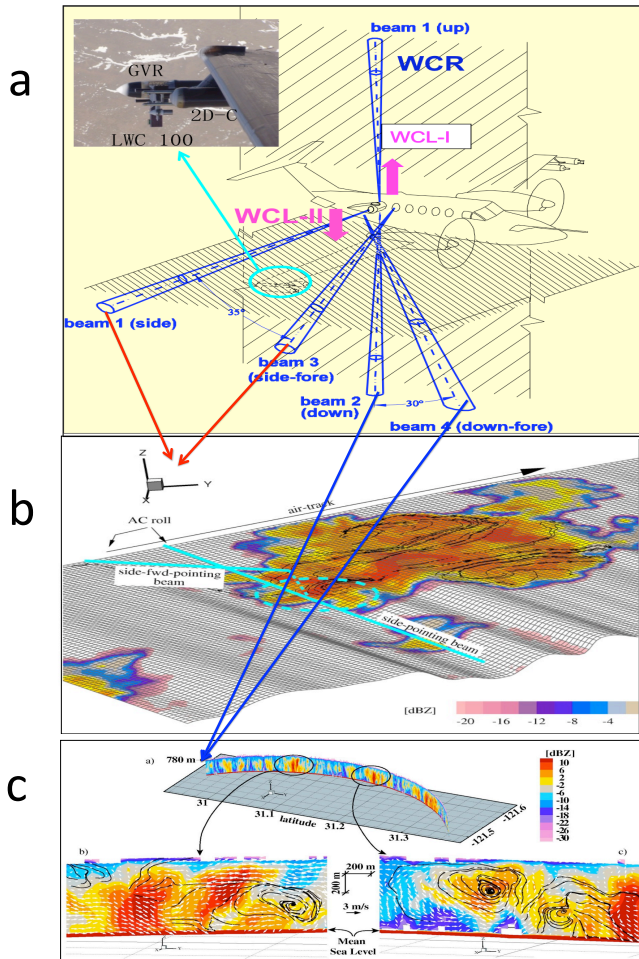 a
GVR
2D-C
LWC 100
beam 1 (up)
WCR
WCL-I
WCL-II
35°
beam 1 (side)
beam 3
(side-fore)
beam 2
(down)
30°
beam 4 (down-fore)
b
Z
Y
X
air-track
AC roll
side-fwd-pointing
beam
side-pointing beam
[dBZ]
-20 -16 -12 -8 -4
c
a)
780 m
31
31.1
latitude
31.2
31.3
-121.5
-121.6
[dBZ]
10
6
2
-2
-6
-10
-14
-18
-22
-26
-30
b)
200 m
200 m
3 m/s
Mean
Sea Level
c)